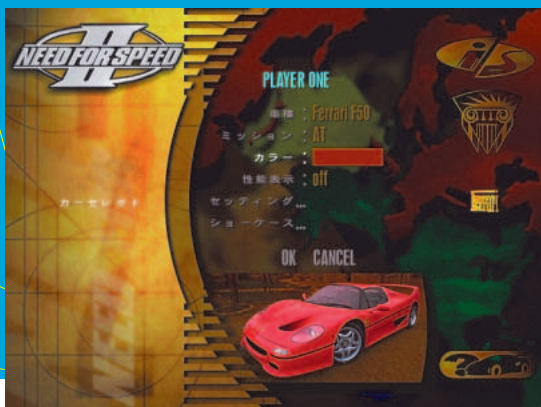 NEED FOR SPEED
II
PLAYER ONE
車種 : Ferrari F50
ミッション : AT
カラー :
性能表示 : off
セッティング...
ショーケース...
カーセレクト
OK CANCEL